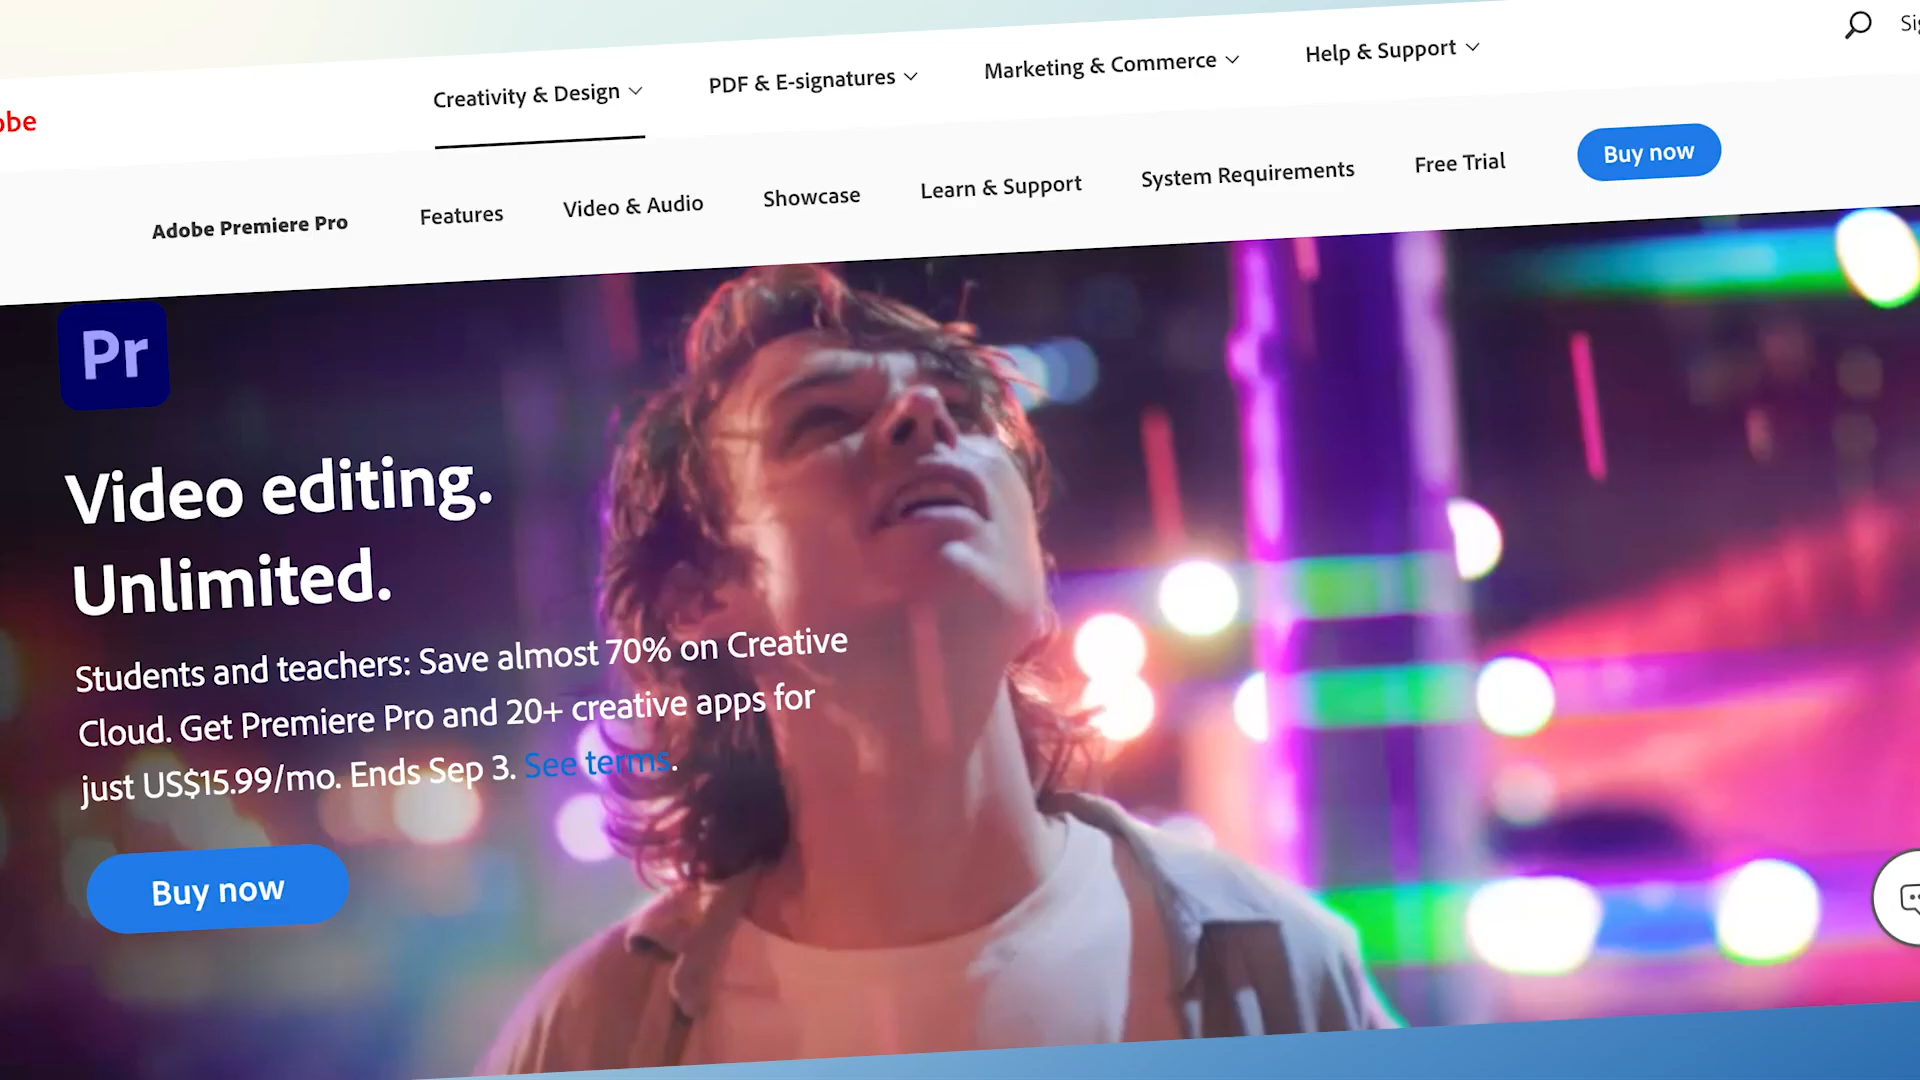 Creativity & Design
PDF & E-signatures
Marketing & Commerce
Help & Support
obe
Adobe Premiere Pro
Features
Video & Audio
Showcase
Learn & Support
System Requirements
Free Trial
Buy now
Pr
Video editing.
Unlimited.
Students and teachers: Save almost 70% on Creative
Cloud. Get Premiere Pro and 20+ creative apps for
just US$15.99/mo. Ends Sep 3. See terms.
Buy now